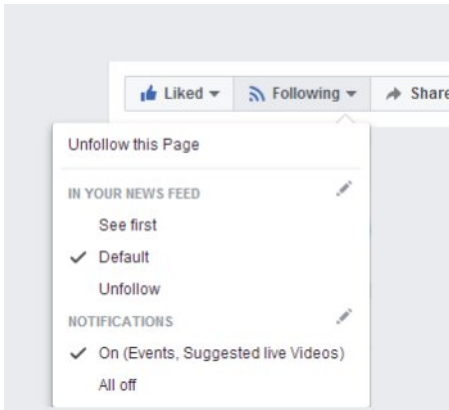 Liked Following Share
Unfollow this Page
IN YOUR NEWS FEED
See first
Default
Unfollow
NOTIFICATIONS
On (Events, Suggested live Videos)
All off